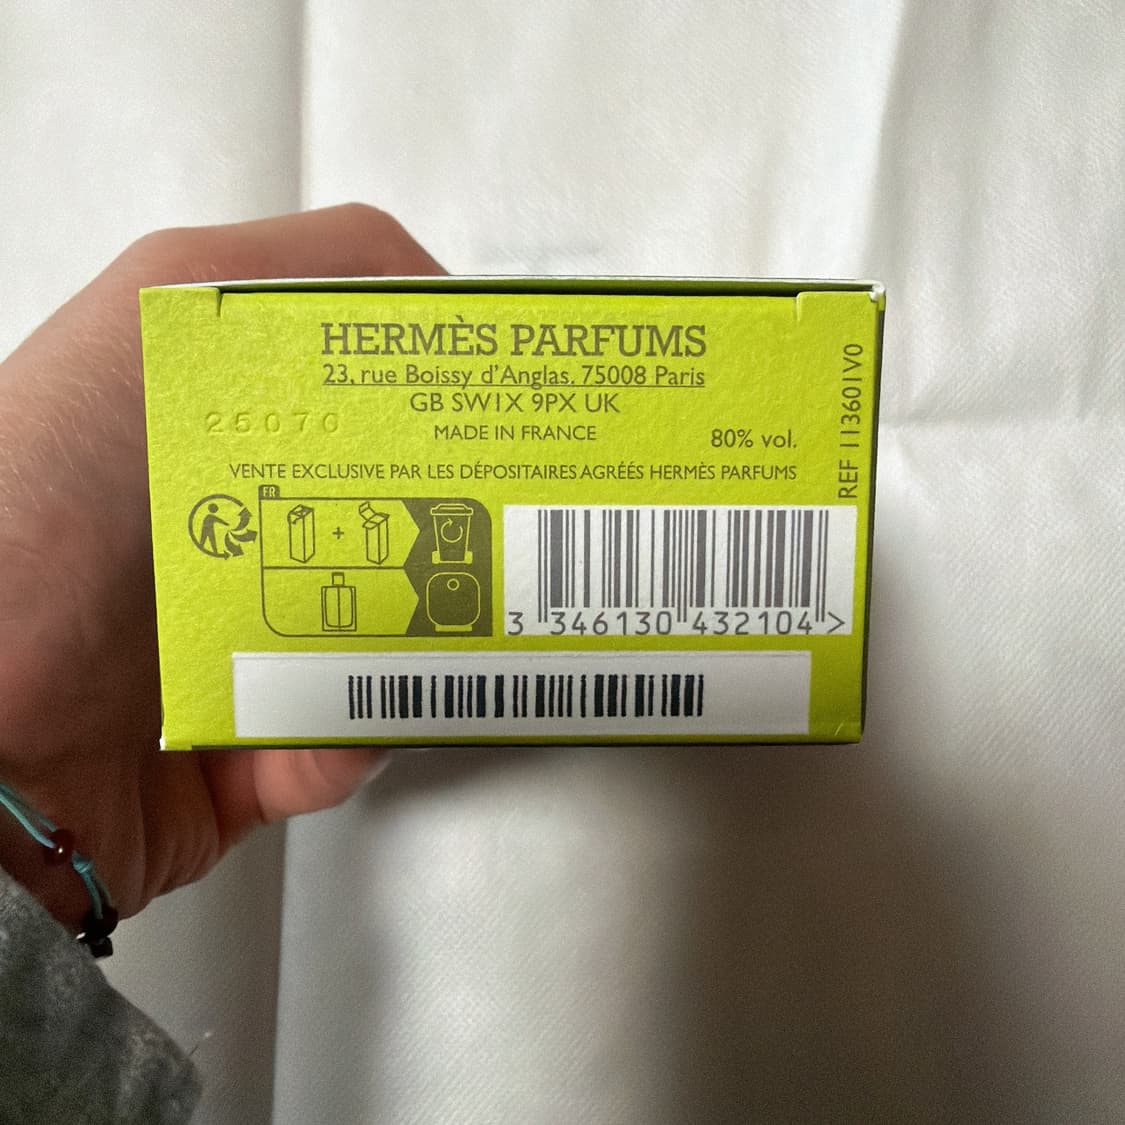 HERMÈS PARFUMS
23, rue Boissy d'Anglas. 75008 Paris
GB SW1X 9PX UK
25070
MADE IN FRANCE
80% vol.
REF 113601V0
VENTE EXCLUSIVE PAR LES DÉPOSITAIRES AGRÉÉS HERMÈS PARFUMS
FR
+
3 346130 432104 >